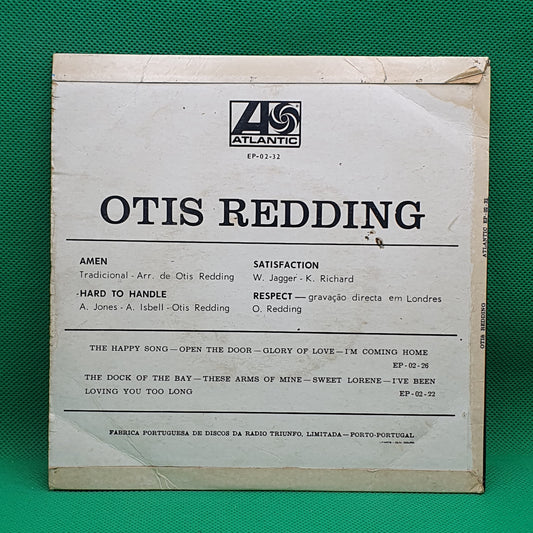 ATLANTIC
EP-02-32
OTIS REDDING
AMEN
Tradicional - Arr. de Otis Redding
HARD TO HANDLE
A. Jones - A. Isbell - Otis Redding
SATISFACTION
W. Jagger - K. Richard
RESPECT — gravação directa em Londres
O. Redding
THE HAPPY SONG — OPEN THE DOOR — GLORY OF LOVE — I'M COMING HOME
EP-02-26
THE DOCK OF THE BAY — THESE ARMS OF MINE — SWEET LORENE — I'VE BEEN
LOVING YOU TOO LONG
EP-02-22
FABRICA PORTUGUESA DE DISCOS DA RADIO TRIUNFO, LIMITADA — PORTO-PORTUGAL
OTIS REDDING
ATLANTIC